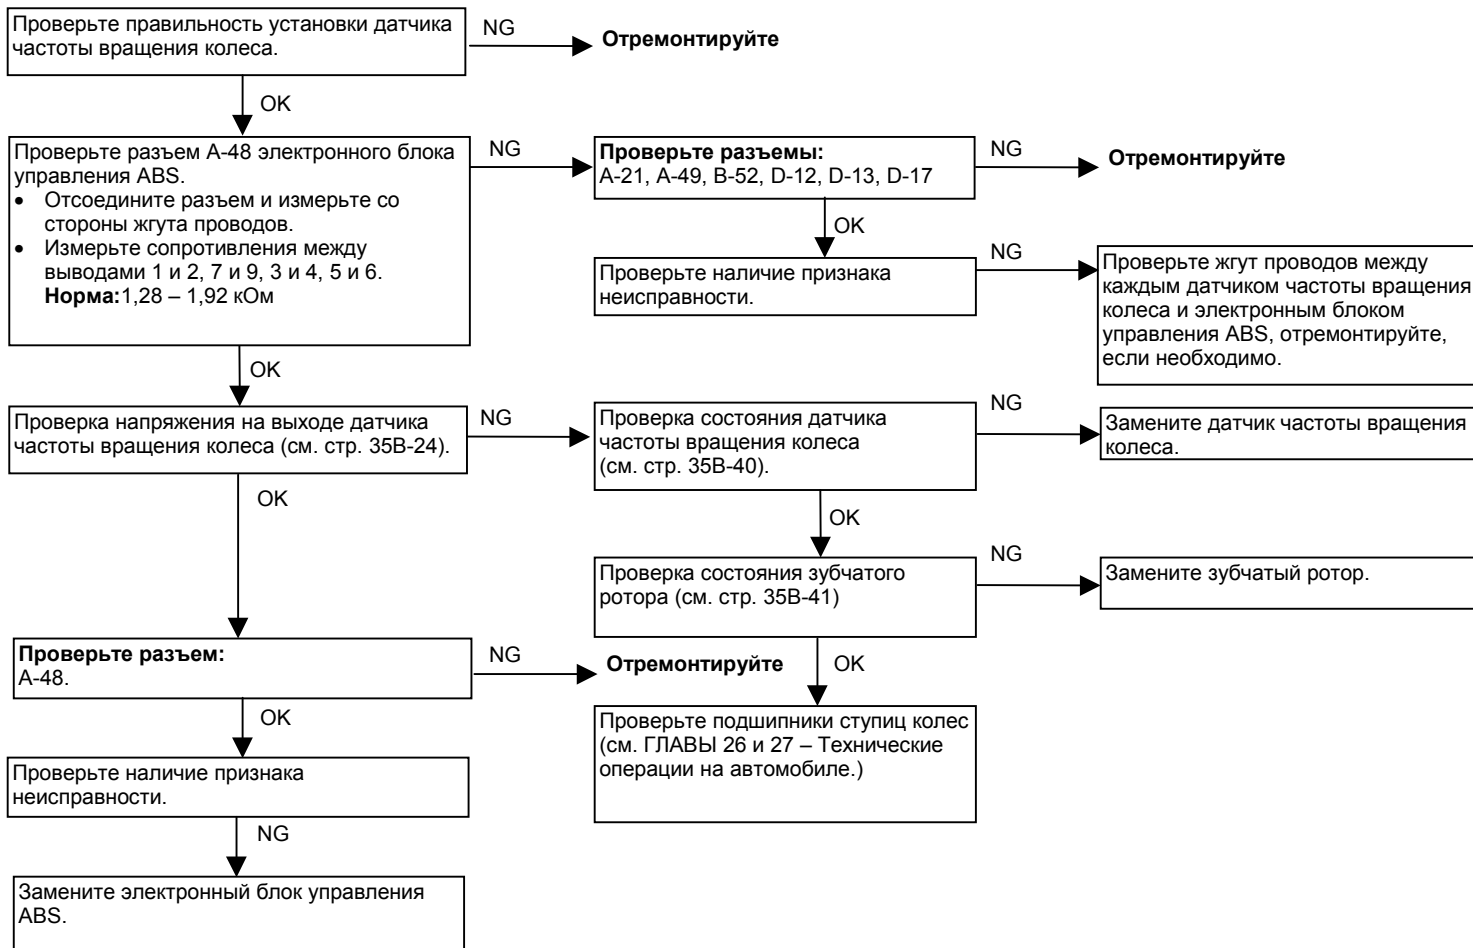 Проверьте правильность установки датчика
частоты вращения колеса.
NG
Отремонтируйте
OK
Проверьте разъем A-48 электронного блока
управления ABS.
• Отсоедините разъем и измерьте со
стороны жгута проводов.
• Измерьте сопротивления между
выводами 1 и 2, 7 и 9, 3 и 4, 5 и 6.
Норма:1,28 – 1,92 кОм
NG
Проверьте разъемы:
A-21, A-49, B-52, D-12, D-13, D-17
NG
Отремонтируйте
OK
Проверьте наличие признака
неисправности.
NG
Проверьте жгут проводов между
каждым датчиком частоты вращения
колеса и электронным блоком
управления ABS, отремонтируйте,
если необходимо.
OK
Проверка напряжения на выходе датчика
частоты вращения колеса (см. стр. 35B-24).
NG
Проверка состояния датчика
частоты вращения колеса
(см. стр. 35B-40).
NG
Замените датчик частоты вращения
колеса.
OK
OK
Проверка состояния зубчатого
ротора (см. стр. 35B-41)
NG
Замените зубчатый ротор.
Проверьте разъем:
A-48.
NG
Отремонтируйте
OK
OK
Проверьте подшипники ступиц колес
(см. ГЛАВЫ 26 и 27 – Технические
операции на автомобиле.)
Проверьте наличие признака
неисправности.
NG
Замените электронный блок управления
ABS.